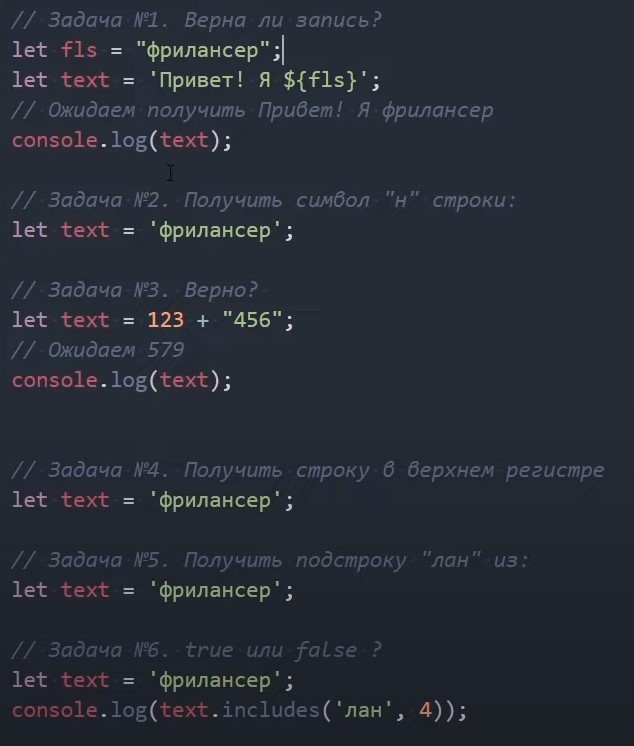 // Задача №1. Верна ли запись?
let fls = "фрилансер";
let text = 'Привет! Я ${fls}';
// Ожидаем получить Привет! Я фрилансер
console.log(text);
// Задача №2. Получить символ "н" строки:
let text = 'фрилансер';
// Задача №3. Верно?
let text = 123 + "456";
// Ожидаем 579
console.log(text);
// Задача №4. Получить строку в верхнем регистре
let text = 'фрилансер';
// Задача №5. Получить подстроку "лан" из:
let text = 'фрилансер';
// Задача №6. true или false ?
let text = 'фрилансер';
console.log(text.includes('лан', 4));